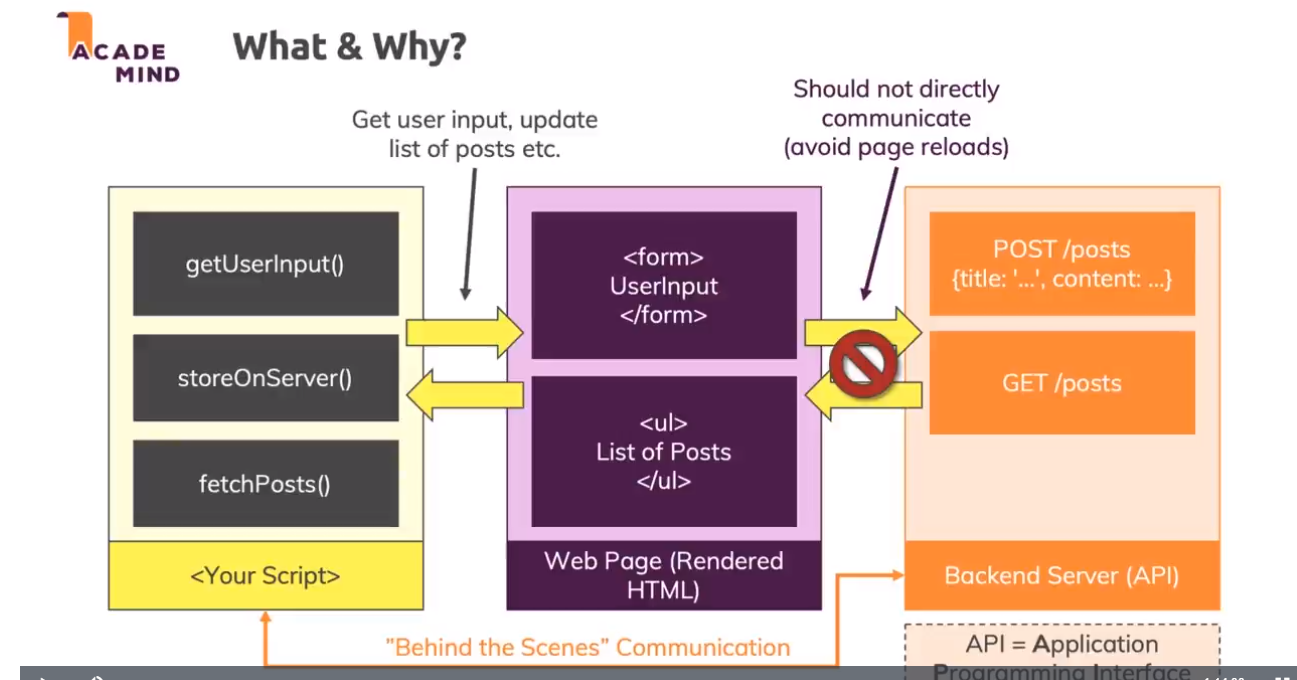 ACADE
MIND
What & Why?
Get user input, update
list of posts etc.
Should not directly
communicate
(avoid page reloads)
getUserInput()
storeOnServer()
fetchPosts()
<Your Script>
<form>
UserInput
</form>
<ul>
List of Posts
</ul>
Web Page (Rendered
HTML)
POST /posts
{title: '...', content: ...}
GET /posts
Backend Server (API)
"Behind the Scenes” Communication
API = Application
Programming Interface